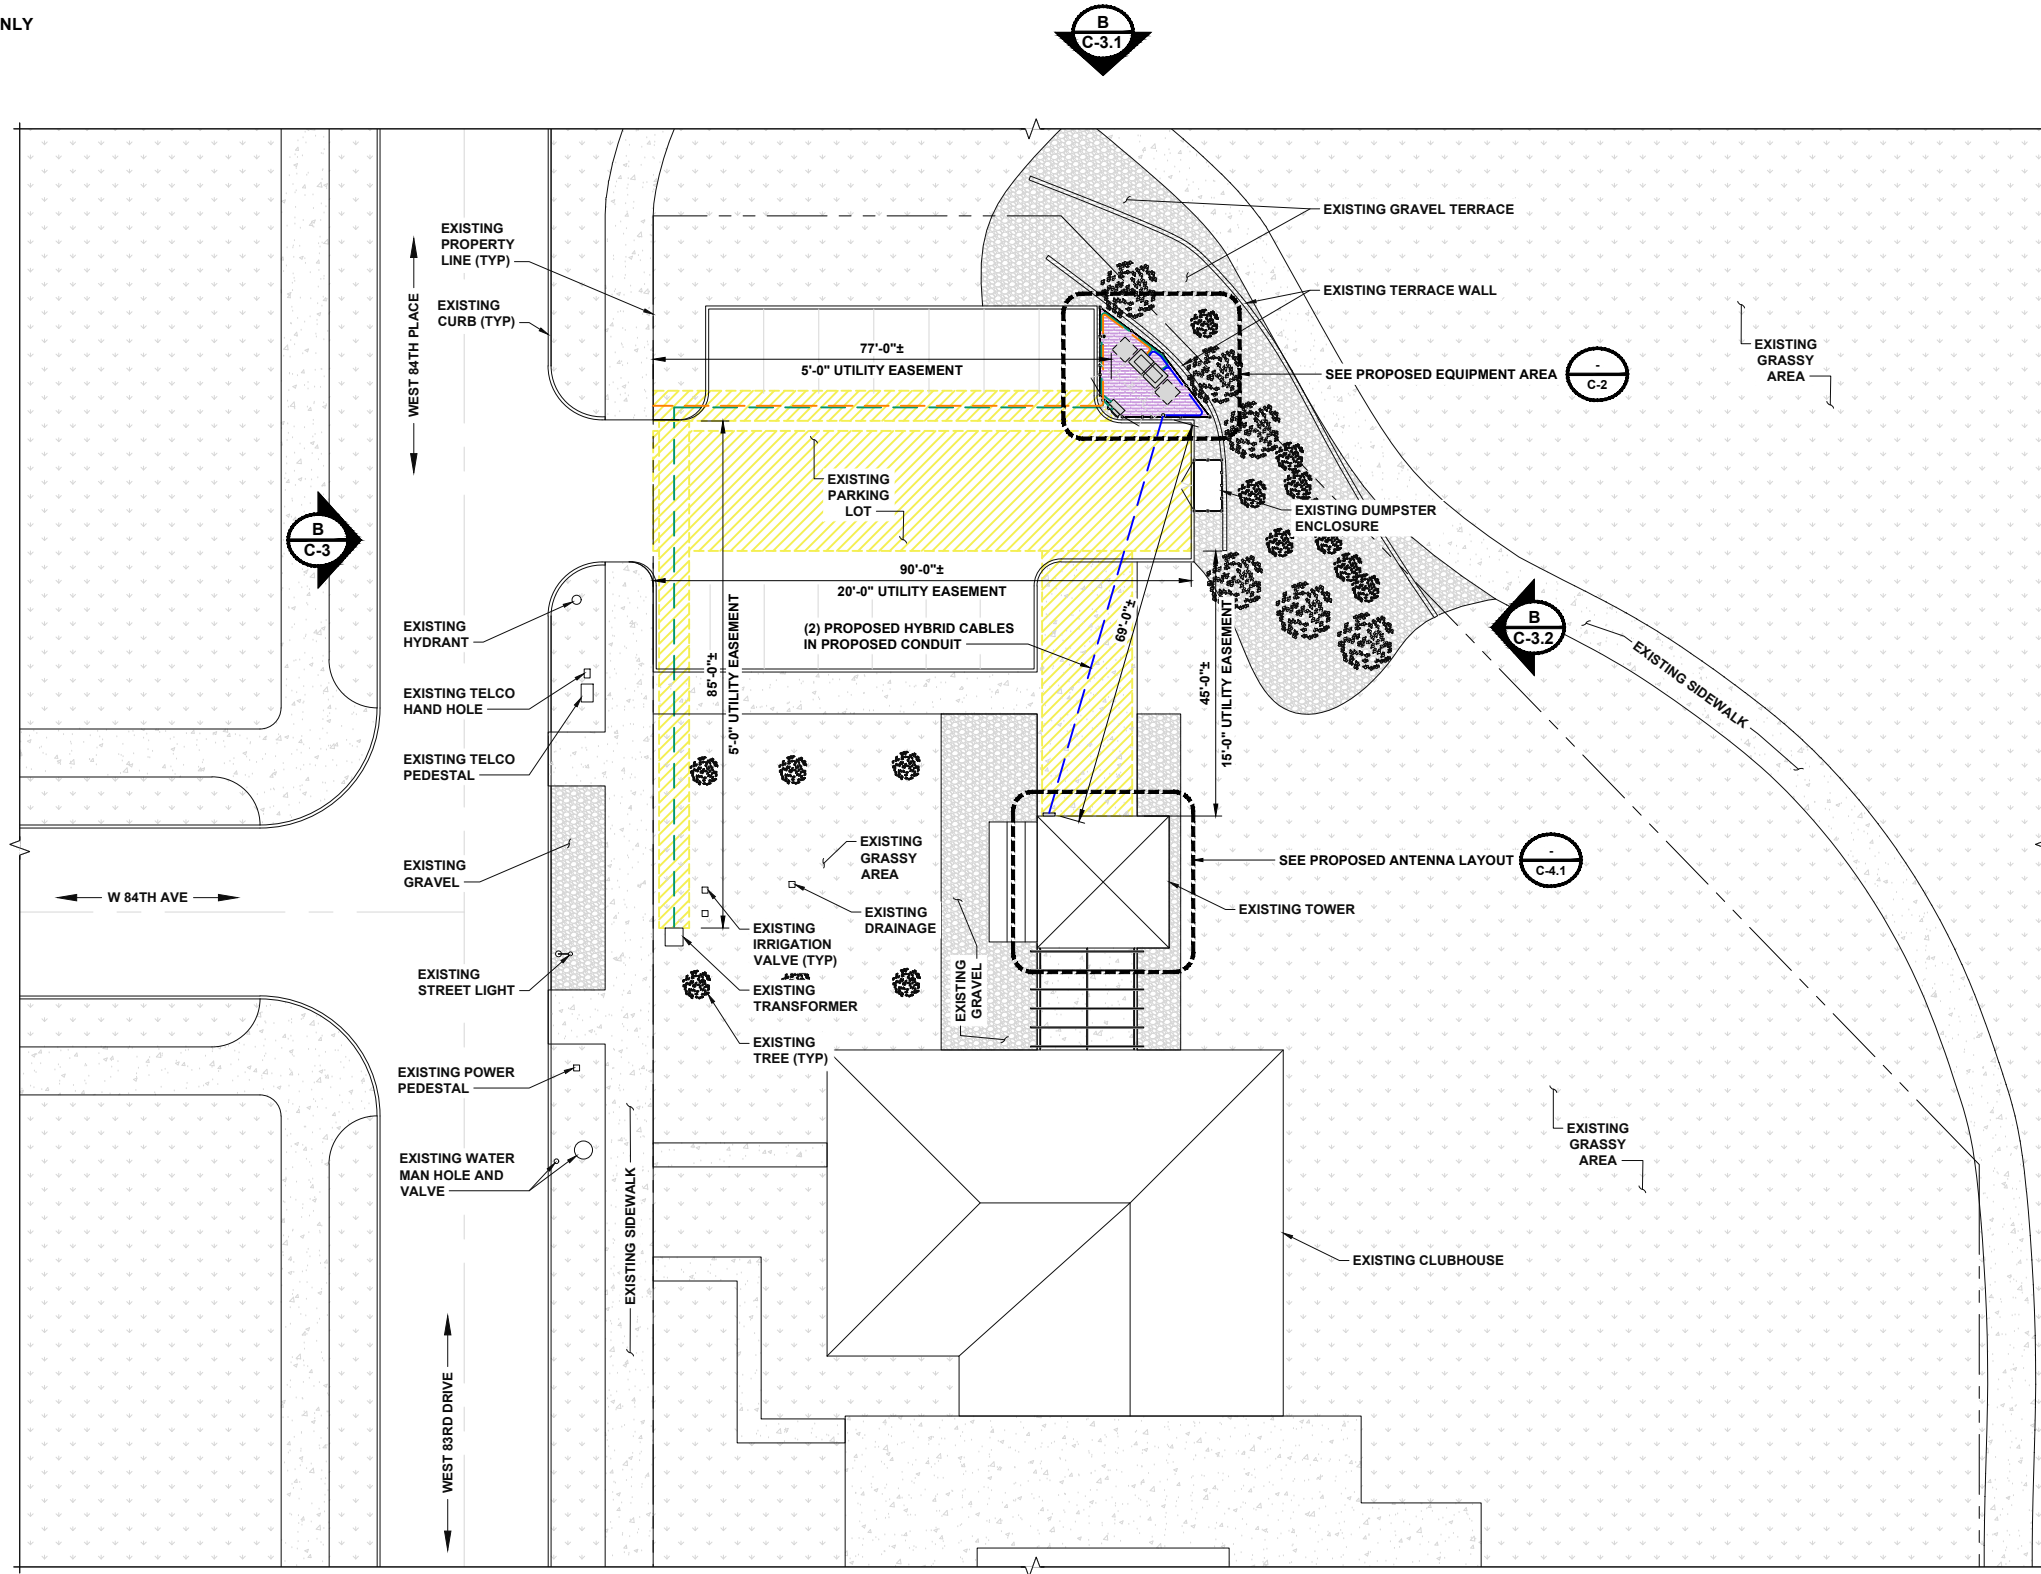 NLY
B
C-3.1
EXISTING GRAVEL TERRACE
EXISTING
PROPERTY
LINE (TYP)
EXISTING TERRACE WALL
EXISTING
CURB (TYP)
WEST 84TH PLACE
77'-0"±
5'-0" UTILITY EASEMENT
EXISTING
GRASSY
AREA
SEE PROPOSED EQUIPMENT AREA
-
C-2
EXISTING
PARKING
LOT
EXISTING DUMPSTER
ENCLOSURE
B
C-3
90'-0"±
20'-0" UTILITY EASEMENT
EXISTING
HYDRANT
(2) PROPOSED HYBRID CABLES
IN PROPOSED CONDUIT
69'-0"±
B
C-3.2
85'-0"±
5'-0" UTILITY EASEMENT
45'-0"±
15'-0" UTILITY EASEMENT
EXISTING SIDEWALK
EXISTING TELCO
HAND HOLE
EXISTING TELCO
PEDESTAL
EXISTING
GRASSY
AREA
SEE PROPOSED ANTENNA LAYOUT
-
C-4.1
EXISTING
GRAVEL
W 84TH AVE
EXISTING
DRAINAGE
EXISTING TOWER
EXISTING
IRRIGATION
VALVE (TYP)
EXISTING
STREET LIGHT
EXISTING
TRANSFORMER
EXISTING
GRAVEL
EXISTING
TREE (TYP)
EXISTING POWER
PEDESTAL
EXISTING
GRASSY
AREA
EXISTING WATER
MAN HOLE AND
VALVE
EXISTING SIDEWALK
EXISTING CLUBHOUSE
WEST 83RD DRIVE